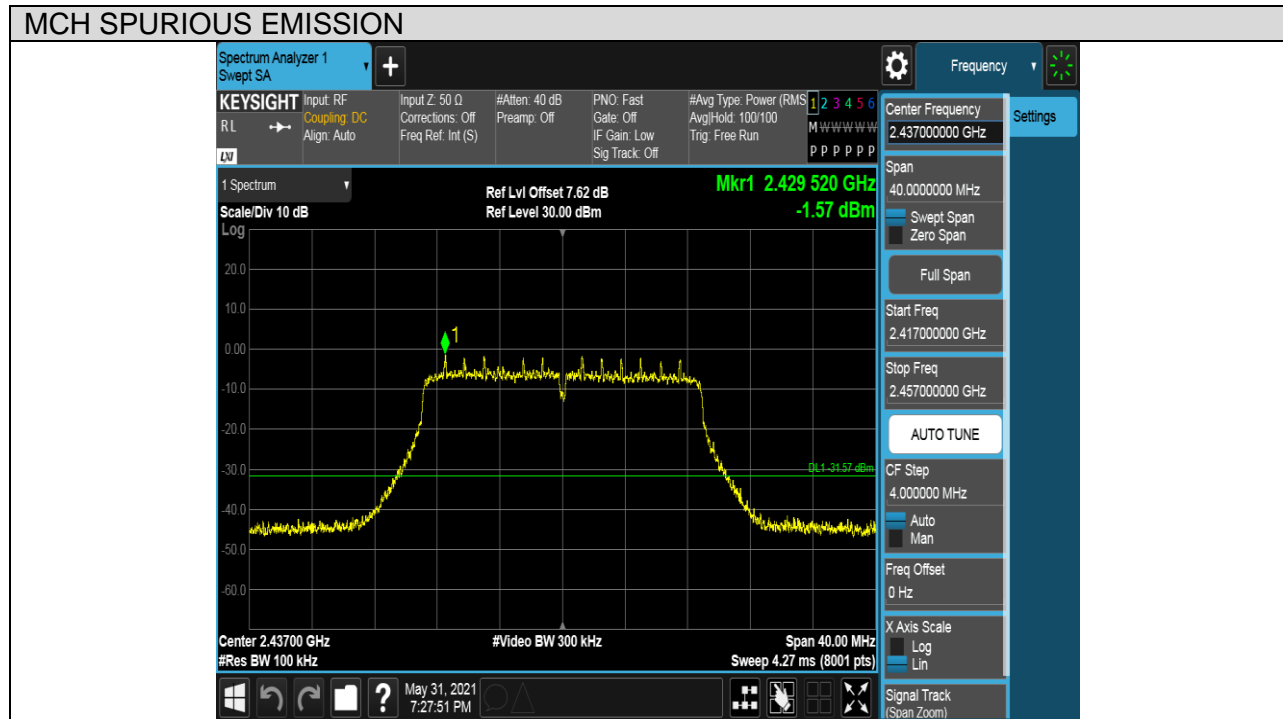 MCH SPURIOUS EMISSION
Spectrum Analyzer 1
Swept SA
+
Frequency
KEYSIGHT
RL
LXI
Input: RF
Coupling: DC
Align: Auto
Input Z: 50 Ω
Corrections: Off
Freq Ref: Int (S)
#Atten: 40 dB
Preamp: Off
PNO: Fast
Gate: Off
IF Gain: Low
Sig Track: Off
#Avg Type: Power (RMS
Avg|Hold: 100/100
Trig: Free Run
1 2 3 4 5 6
M W W W W W
P P P P P P
1 Spectrum
Scale/Div 10 dB
Ref Lvl Offset 7.62 dB
Ref Level 30.00 dBm
Mkr1 2.429 520 GHz
-1.57 dBm
Log
20.0
10.0
0.00
-10.0
-20.0
-30.0
-40.0
-50.0
-60.0
1
DL1 -31.57 dBm
Center 2.43700 GHz
#Res BW 100 kHz
#Video BW 300 kHz
Span 40.00 MHz
Sweep 4.27 ms (8001 pts)
?
May 31, 2021
7:27:51 PM
Center Frequency
2.437000000 GHz
Settings
Span
40.0000000 MHz
Swept Span
Zero Span
Full Span
Start Freq
2.417000000 GHz
Stop Freq
2.457000000 GHz
AUTO TUNE
CF Step
4.000000 MHz
Auto
Man
Freq Offset
0 Hz
X Axis Scale
Log
Lin
Signal Track
(Span Zoom)